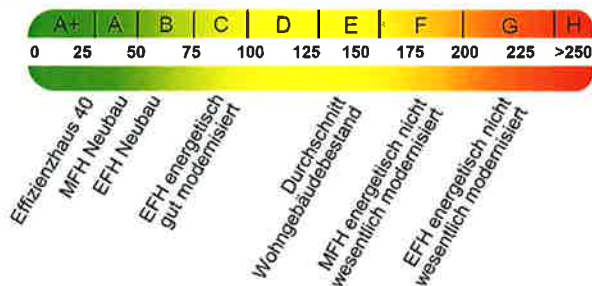 A+ A B C D E F G H
0 25 50 75 100 125 150 175 200 225 >250
Effizienzhaus 40
MFH Neubau
EFH Neubau
EFH energetisch
gut modernisiert
Durchschnitt
Wohngebäudebestand
MFH energetisch nicht
wesentlich modernisiert
EFH energetisch nicht
wesentlich modernisiert